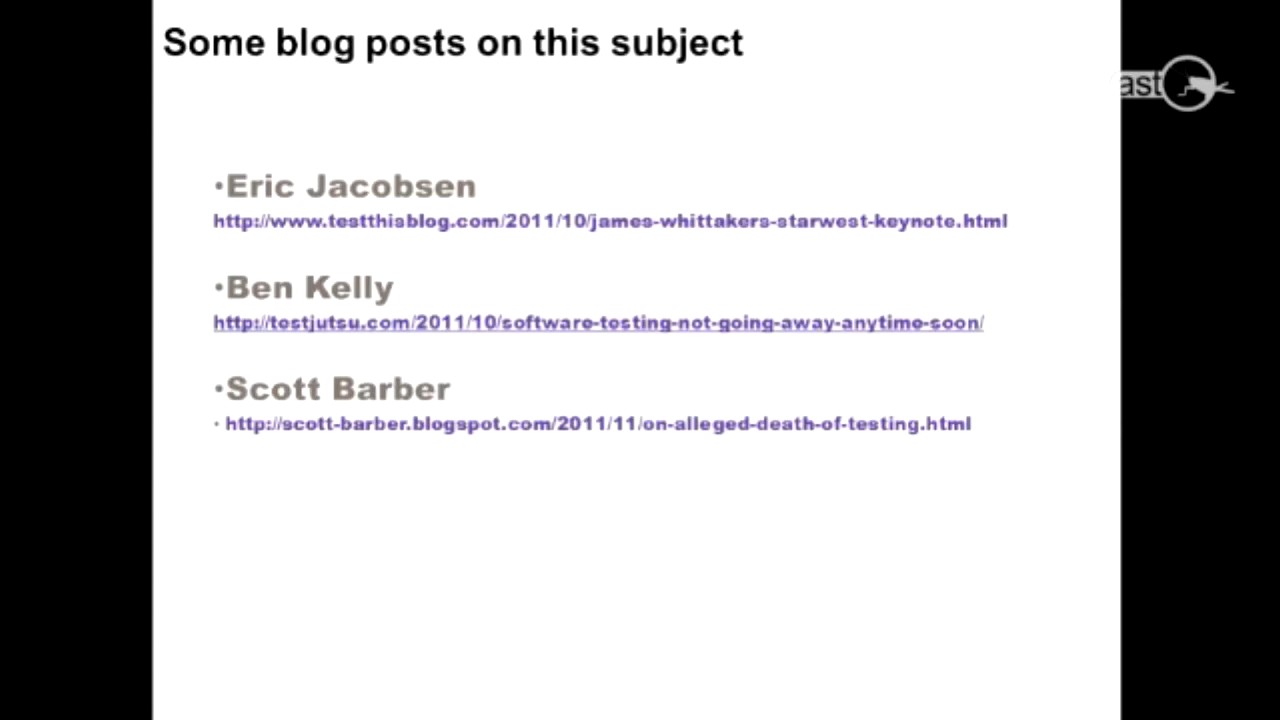 Some blog posts on this subject
ast
•Eric Jacobsen
http://www.testthisblog.com/2011/10/james-whittakers-starwest-keynote.html
•Ben Kelly
http://testjutsu.com/2011/10/software-testing-not-going-away-anytime-soon/
•Scott Barber
• http://scott-barber.blogspot.com/2011/11/on-alleged-death-of-testing.html